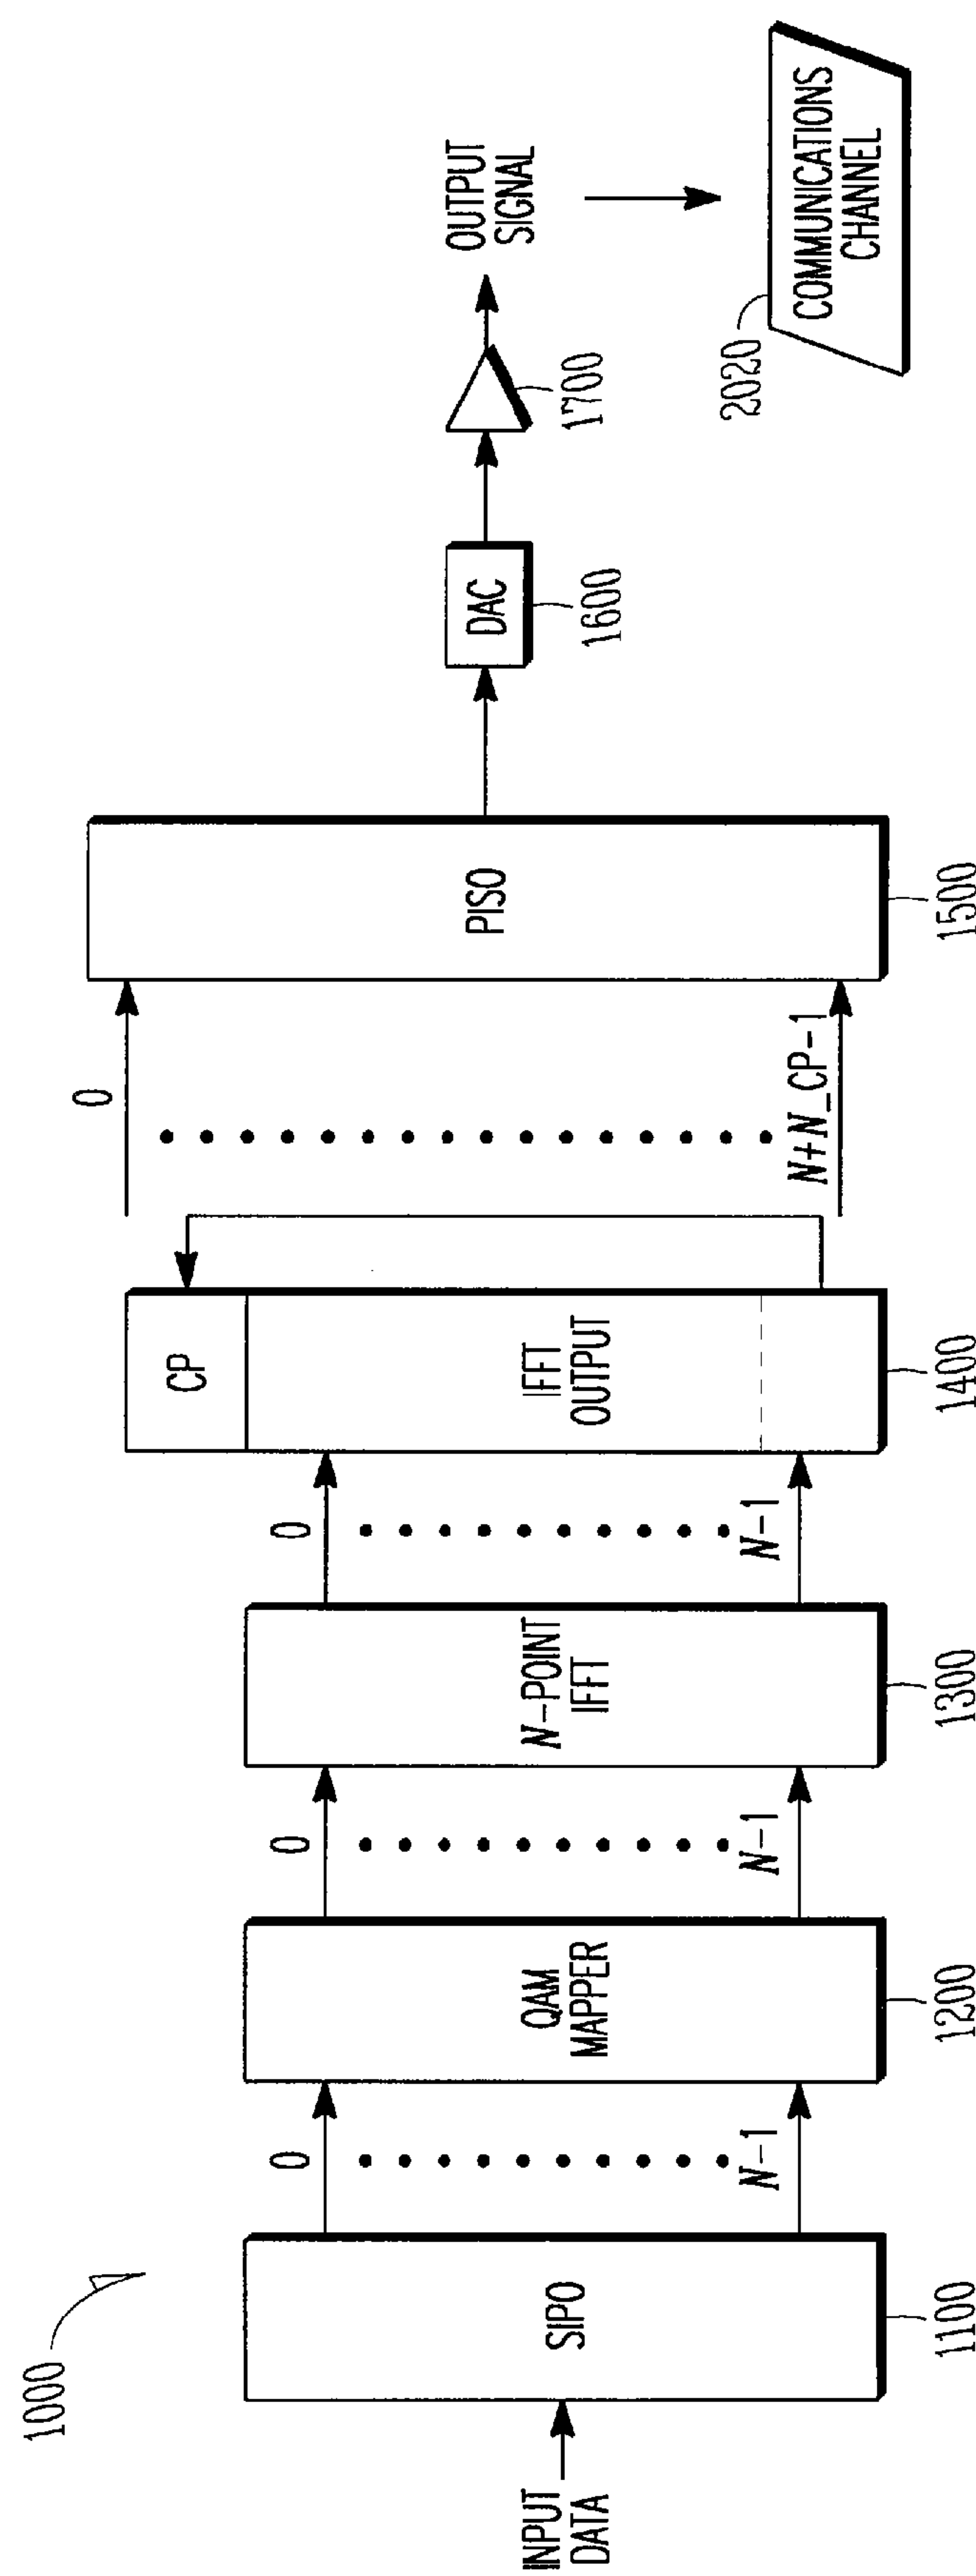 1000
INPUT
DATA
SIPO
1100
0
N-1
QAM
MAPPER
1200
0
N-1
N-POINT
IFFT
1300
0
N-1
CP
IFFT
OUTPUT
1400
0
N+N_CP-1
PISO
1500
DAC
1600
1700
OUTPUT
SIGNAL
2020
COMMUNICATIONS
CHANNEL